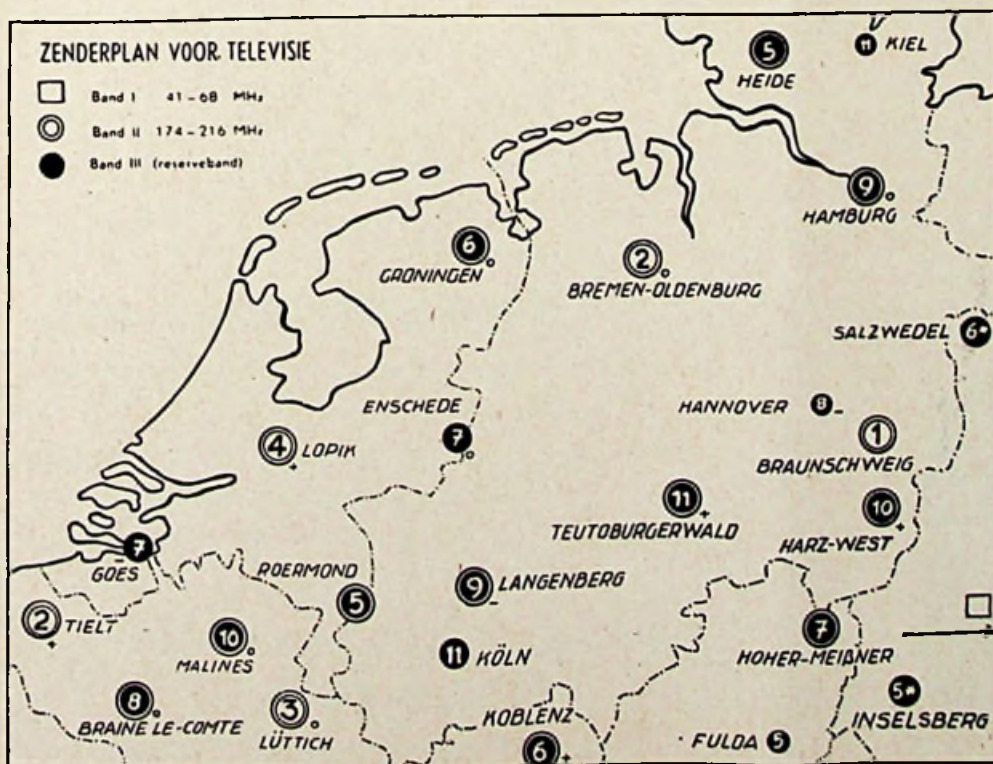 ZENDERPLAN VOOR TELEVISIE
Band I 41-68 MHz
Band II 174-216 MHz
Band III (reserveband)
5
HEIDE
11 KIEL
9
HAMBURG
6
GRONINGEN
2
BREMEN-OLDENBURG
SALZWEDEL 6
ENSCHEDE
7
HANNOVER 8
1
BRAUNSCHWEIG
4 LOPIK
11
TEUTOBURGERWALD
10
HARZ-WEST
7
GOES
ROERMOND
5
9 LANGENBERG
2 TIELT
10
MALINES
11 KÖLN
7
HOHER-MEIßNER
8
BRAINE LE-COMTE
3
LÜTTICH
KOBLENZ
6
FULDA 5
5
INSELSBERG